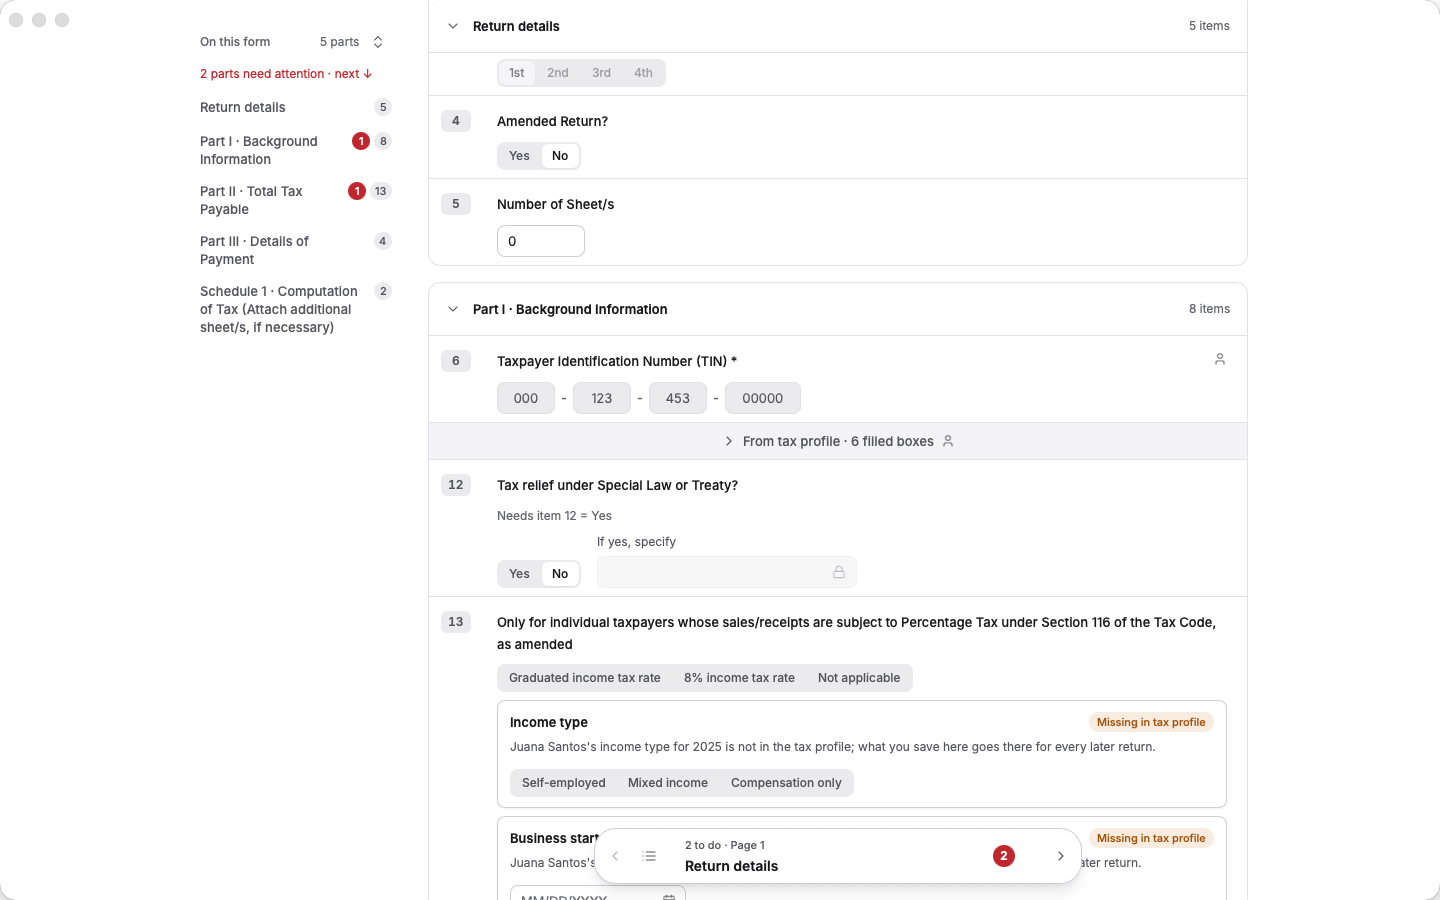 On this form
5 parts
2 parts need attention · next ↓
Return details
5
Part I · Background Information
1
8
Part II · Total Tax Payable
1
13
Part III · Details of Payment
4
Schedule 1 · Computation of Tax (Attach additional sheet/s, if necessary)
2
Return details
5 items
1st 2nd 3rd 4th
4
Amended Return?
Yes No
5
Number of Sheet/s
0
Part I · Background Information
8 items
6
Taxpayer Identification Number (TIN) *
000 - 123 - 453 - 00000
From tax profile · 6 filled boxes
12
Tax relief under Special Law or Treaty?
Needs item 12 = Yes
If yes, specify
Yes No
13
Only for individual taxpayers whose sales/receipts are subject to Percentage Tax under Section 116 of the Tax Code,
as amended
Graduated income tax rate 8% income tax rate Not applicable
Income type
Missing in tax profile
Juana Santos's income type for 2025 is not in the tax profile; what you save here goes there for every later return.
Self-employed Mixed income Compensation only
Business start
Missing in tax profile
Juana Santos's
later return.
MM/DD/YYYY
2 to do · Page 1
Return details
2